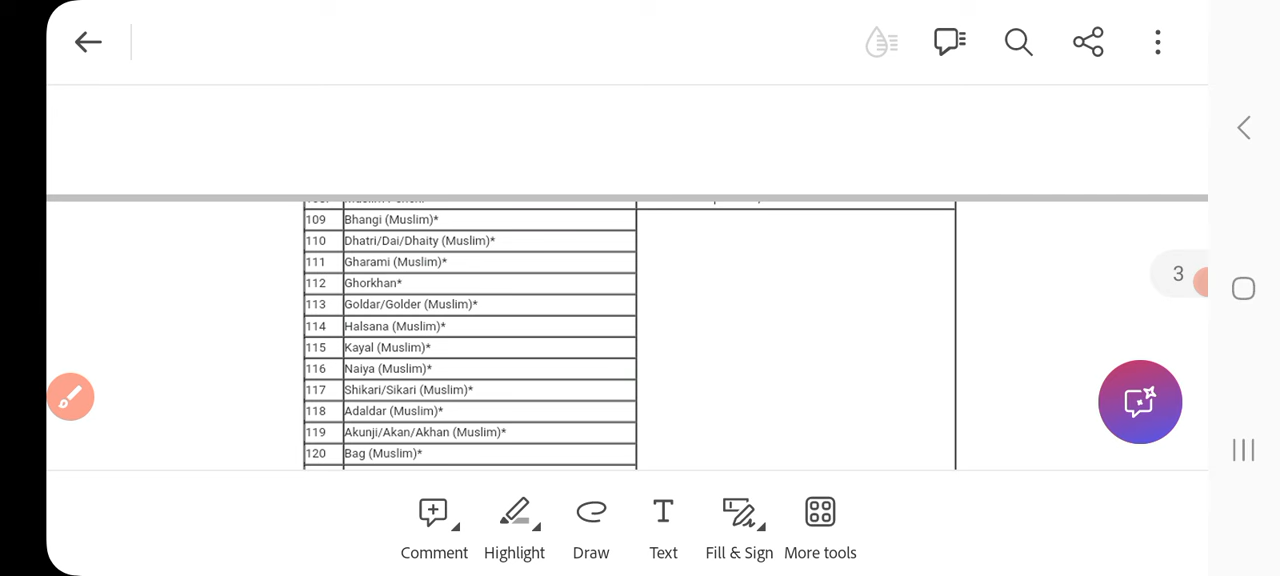 109 Bhangi (Muslim)*
110 Dhatri/Dai/Dhaity (Muslim)*
111 Gharami (Muslim)*
112 Ghorkhan*
113 Goldar/Golder (Muslim)*
114 Halsana (Muslim)*
115 Kayal (Muslim)*
116 Naiya (Muslim)*
117 Shikari/Sikari (Muslim)*
118 Adaldar (Muslim)*
119 Akunji/Akan/Akhan (Muslim)*
120 Bag (Muslim)*
3
Comment Highlight Draw Text Fill & Sign More tools